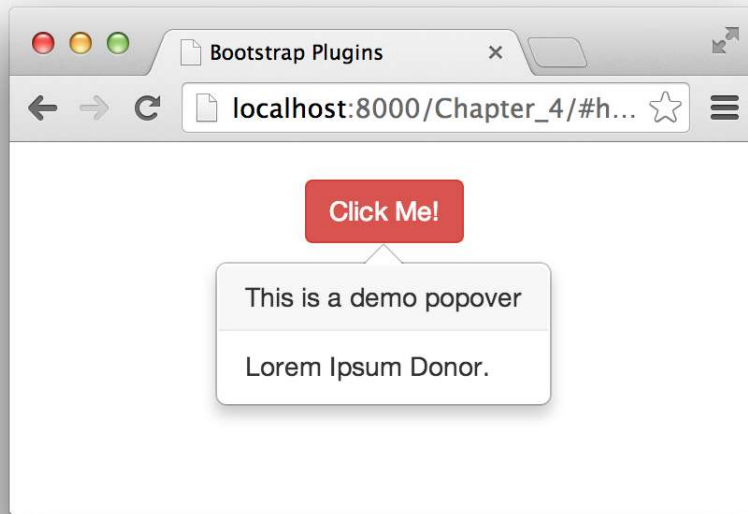 Bootstrap Plugins
localhost:8000/Chapter_4/#h...
Click Me!
This is a demo popover
Lorem Ipsum Donor.